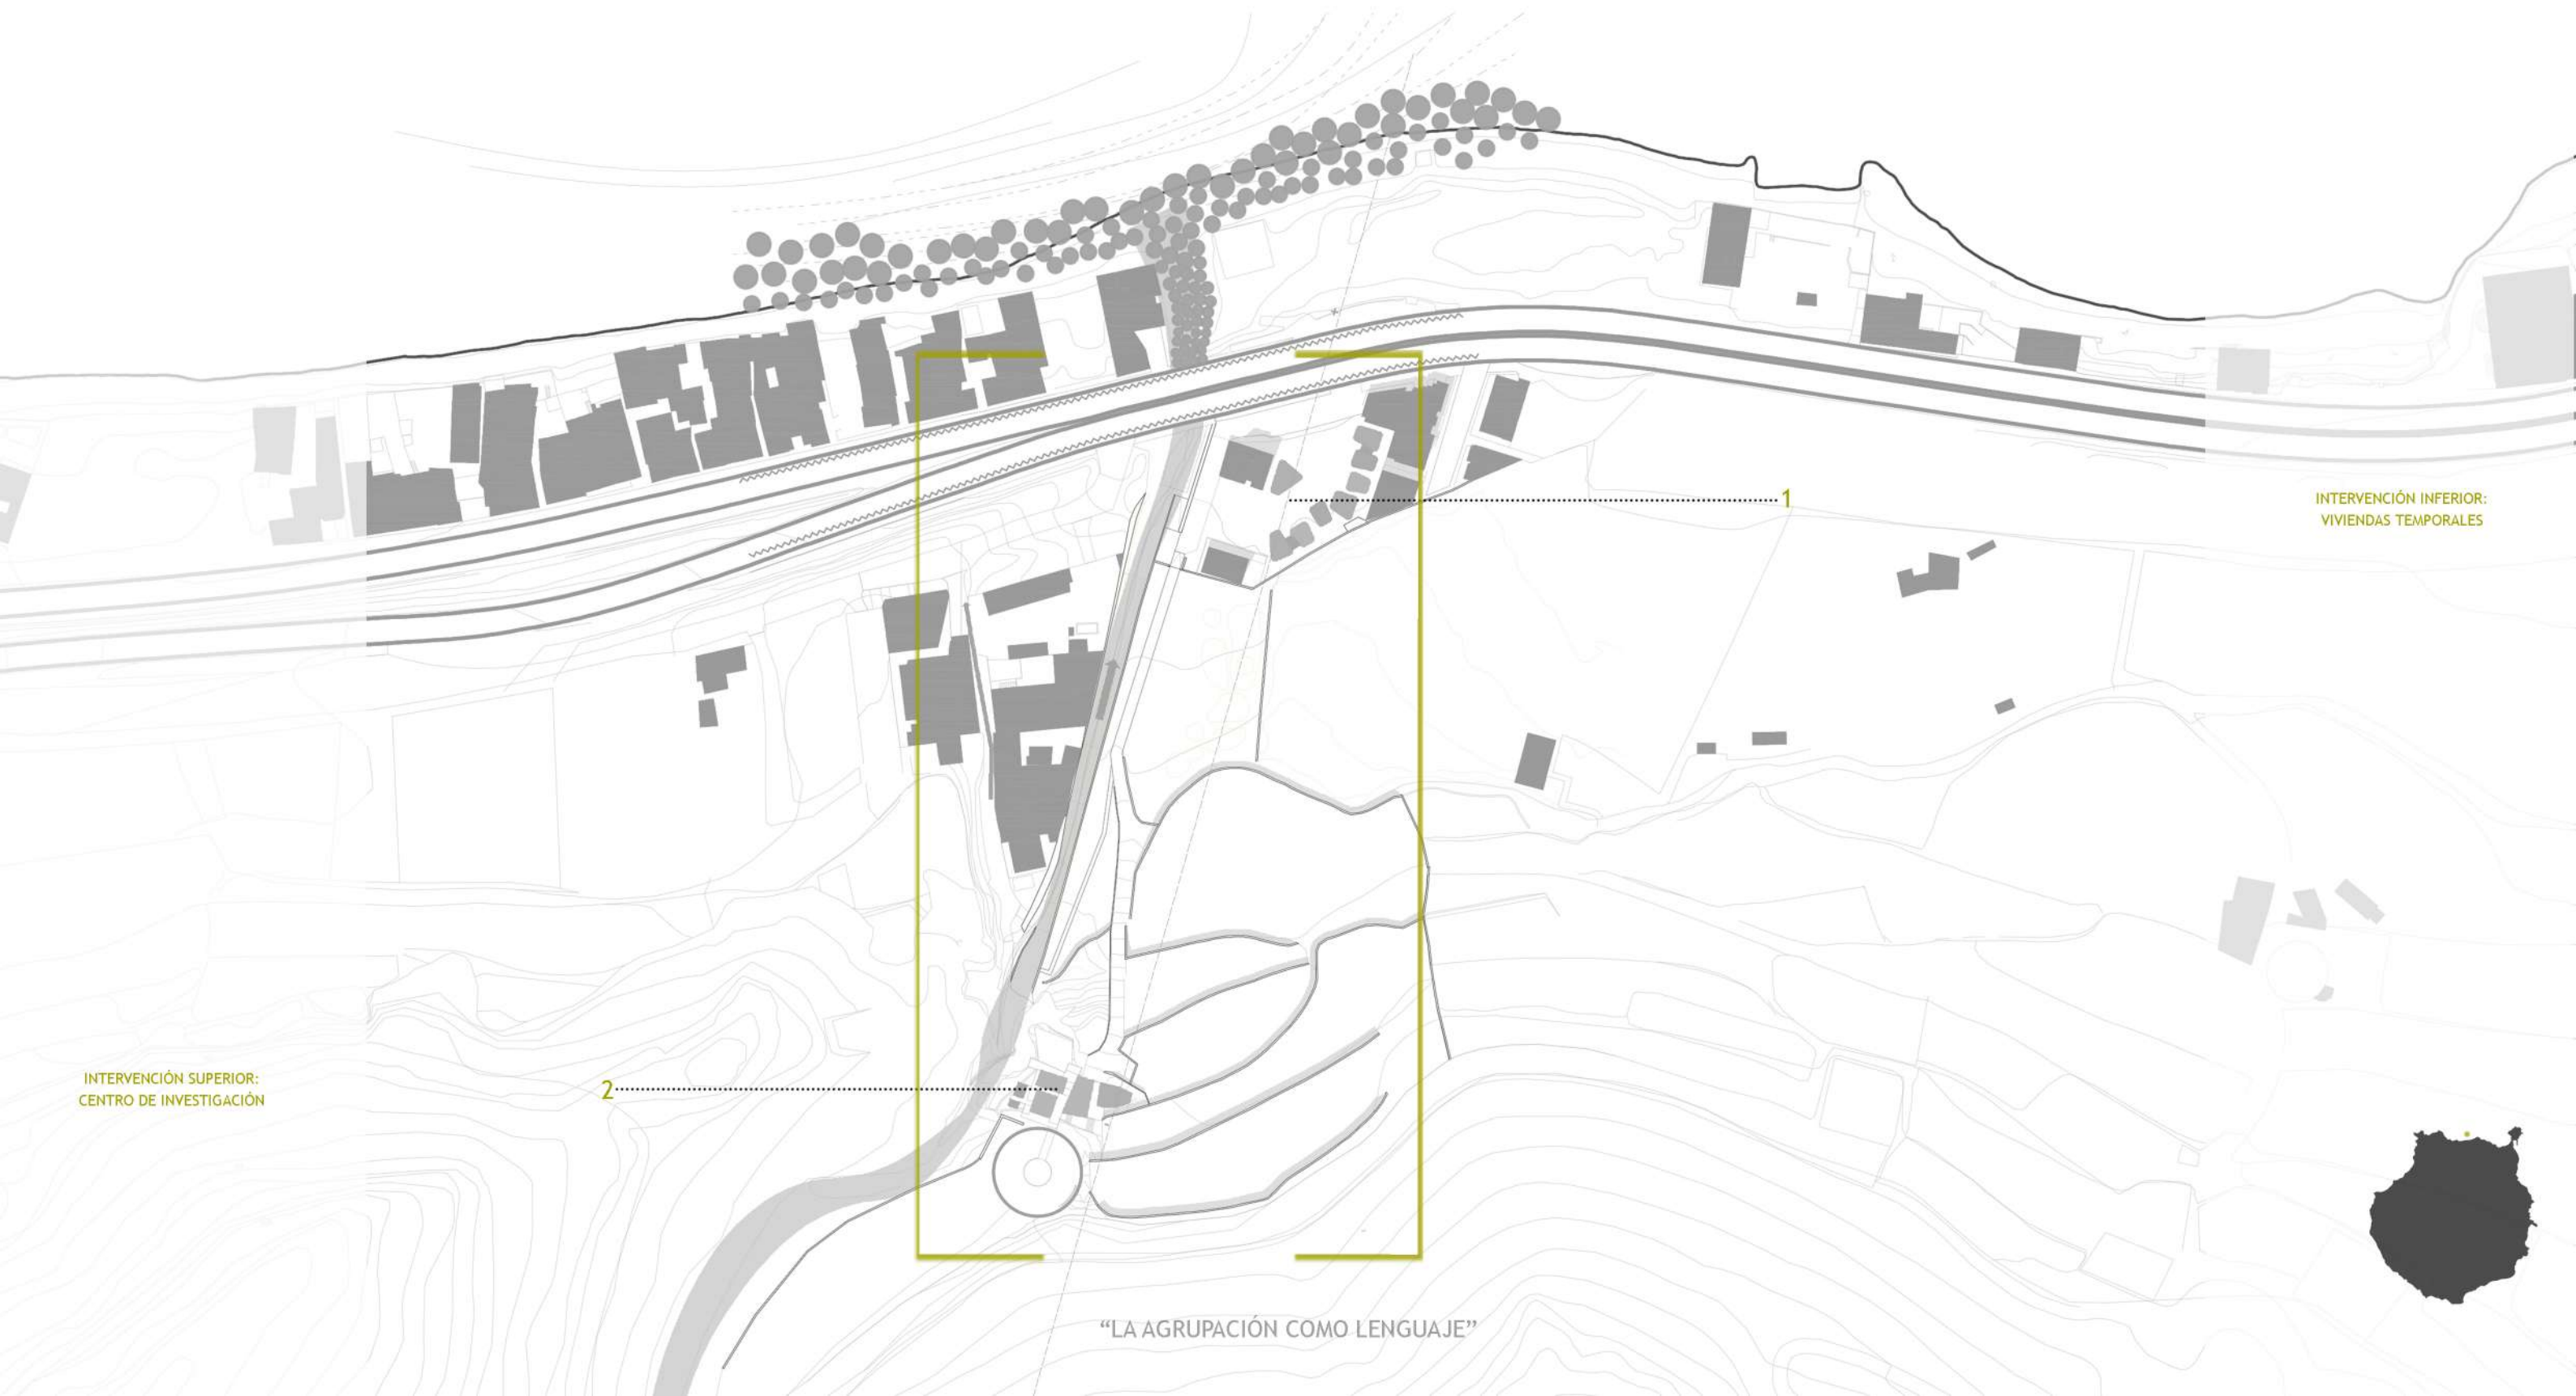 1
INTERVENCIÓN INFERIOR:
VIVIENDAS TEMPORALES
INTERVENCIÓN SUPERIOR:
CENTRO DE INVESTIGACIÓN
2
“LA AGRUPACIÓN COMO LENGUAJE”